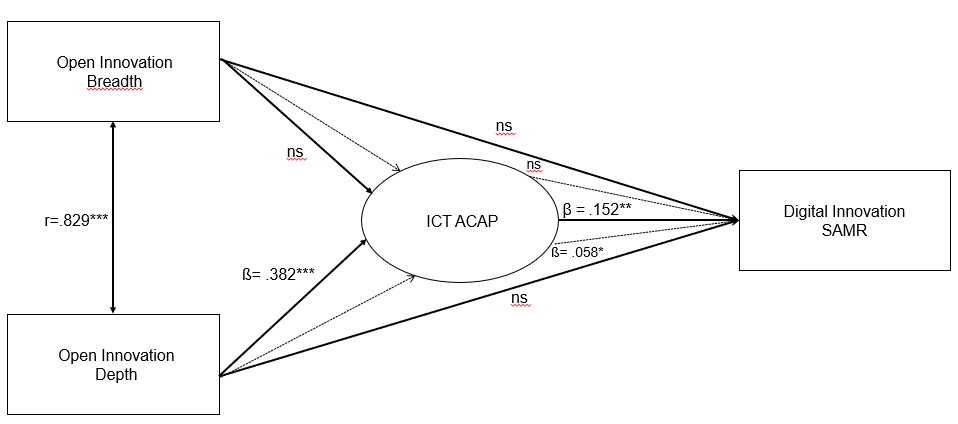 Open Innovation
Breadth
ns
ns
ns
r=.829***
ICT ACAP
β = .152**
Digital Innovation
SAMR
ß= .382***
ß= .058*
ns
Open Innovation
Depth